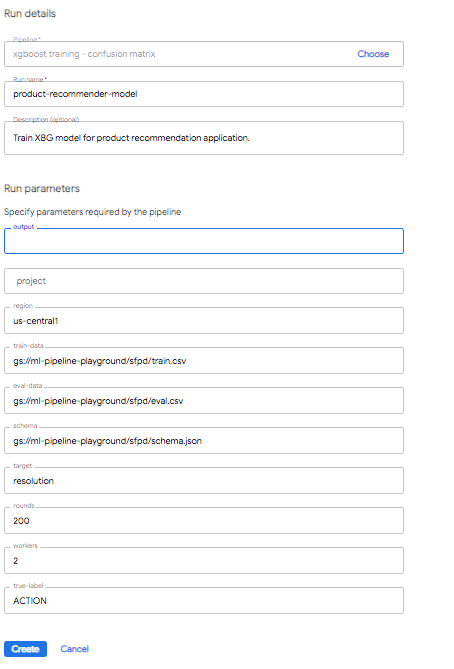 Run details
Pipeline*
xgboost training - confusion matrix
Choose
Run name*
product-recommender-model
Description (optional)
Train XBG model for product recommendation application.
Run parameters
Specify parameters required by the pipeline
output
project
region
us-central1
train-data
gs://ml-pipeline-playground/sfpd/train.csv
eval-data
gs://ml-pipeline-playground/sfpd/eval.csv
schema
gs://ml-pipeline-playground/sfpd/schema.json
target
resolution
rounds
200
workers
2
true-label
ACTION
Create Cancel